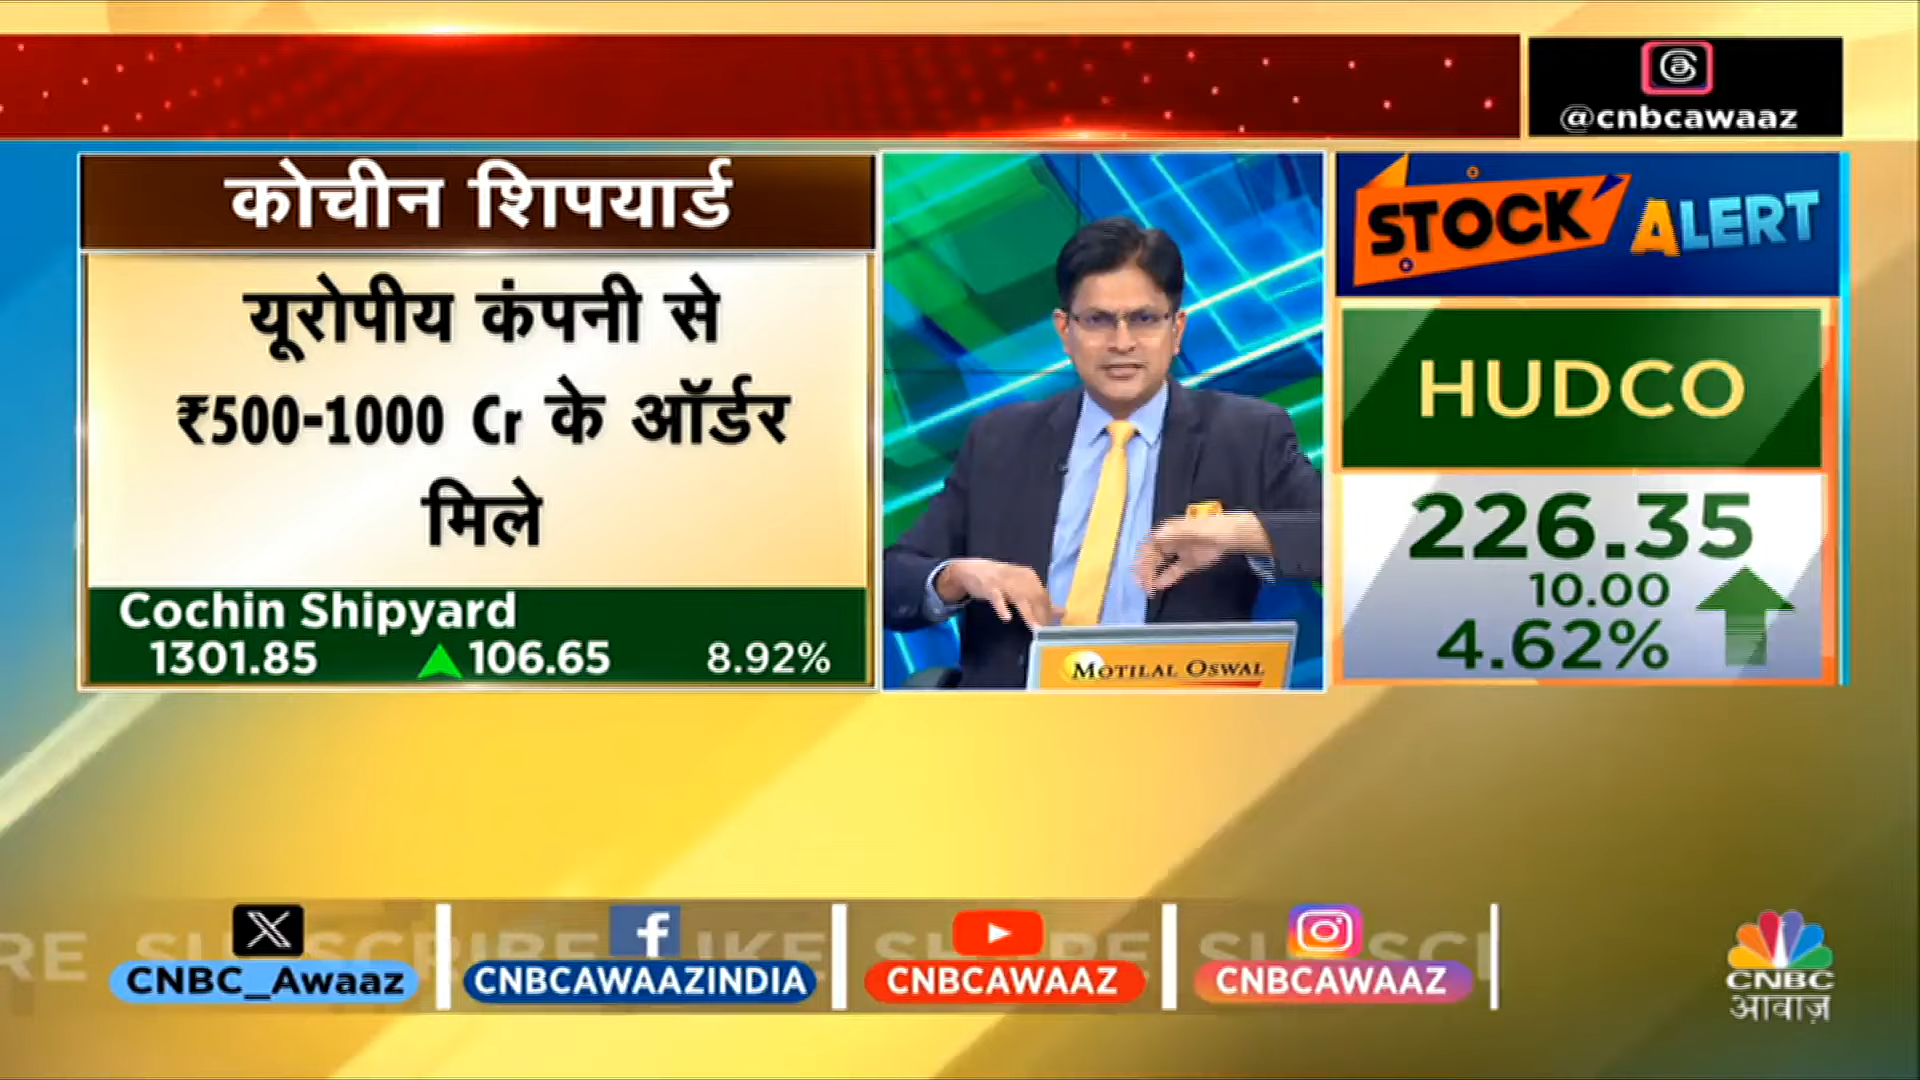 @cnbcawaaz
कोचीन शिपयार्ड
यूरोपीय कंपनी से
₹500-1000 Cr के ऑर्डर
मिले
Cochin Shipyard
1301.85 106.65 8.92%
MOTILAL OSWAL
STOCK ALERT
HUDCO
226.35
10.00
4.62%
CNBC_Awaaz
CNBCAWAAZINDIA
CNBCAWAAZ
CNBCAWAAZ
CNBC
आवाज़